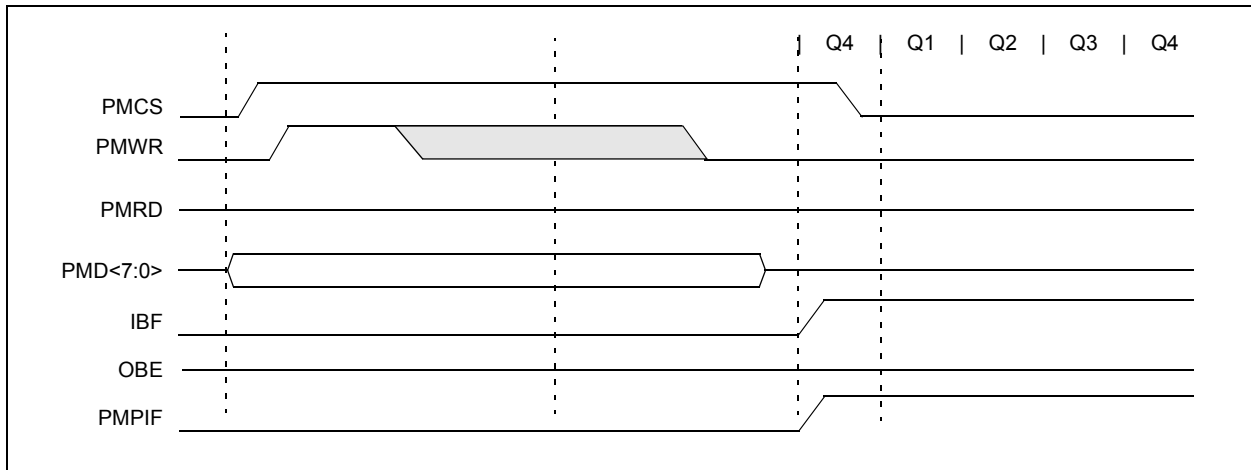 | Q4 | Q1 | Q2 | Q3 | Q4
PMCS
PMWR
PMRD
PMD<7:0>
IBF
OBE
PMPIF